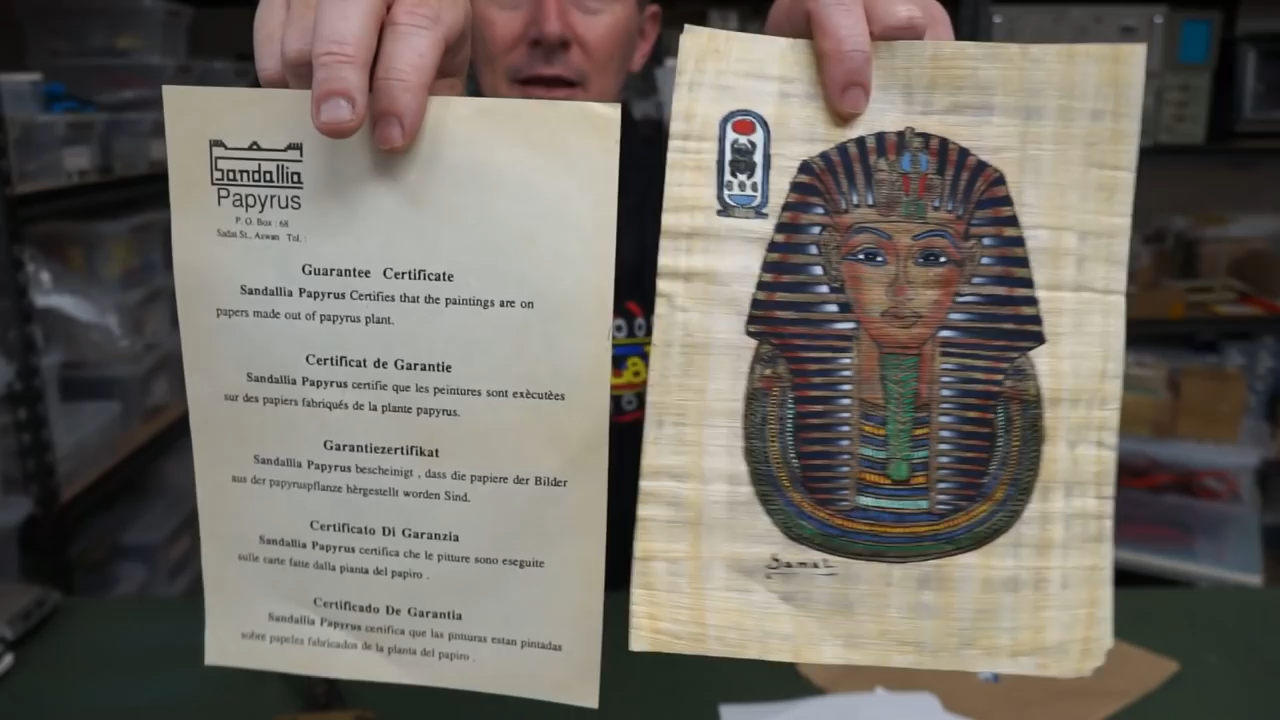 Sandallia
Papyrus
P. O. Box : 68
Sadat St., Aswan Tel. :
Guarantee Certificate
Sandallia Papyrus Certifies that the paintings are on
papers made out of papyrus plant.
Certificat de Garantie
Sandallia Papyrus certifie que les peintures sont exècutèes
sur des papiers fabriqués de la plante papyrus.
Garantiezertifikat
Sandallia Papyrus bescheinigt , dass die papiere der Bilder
aus der papyruspflanze hèrgestellt worden Sind.
Certificato Di Garanzia
Sandallia Papyrus certifica che le pitture sono eseguite
sulle carte fatte dalla pianta del papiro .
Certificado De Garantia
Sandallia Papyrus certifica que las pinturas estan pintadas
sobre papeles fabricados de la planta del papiro .